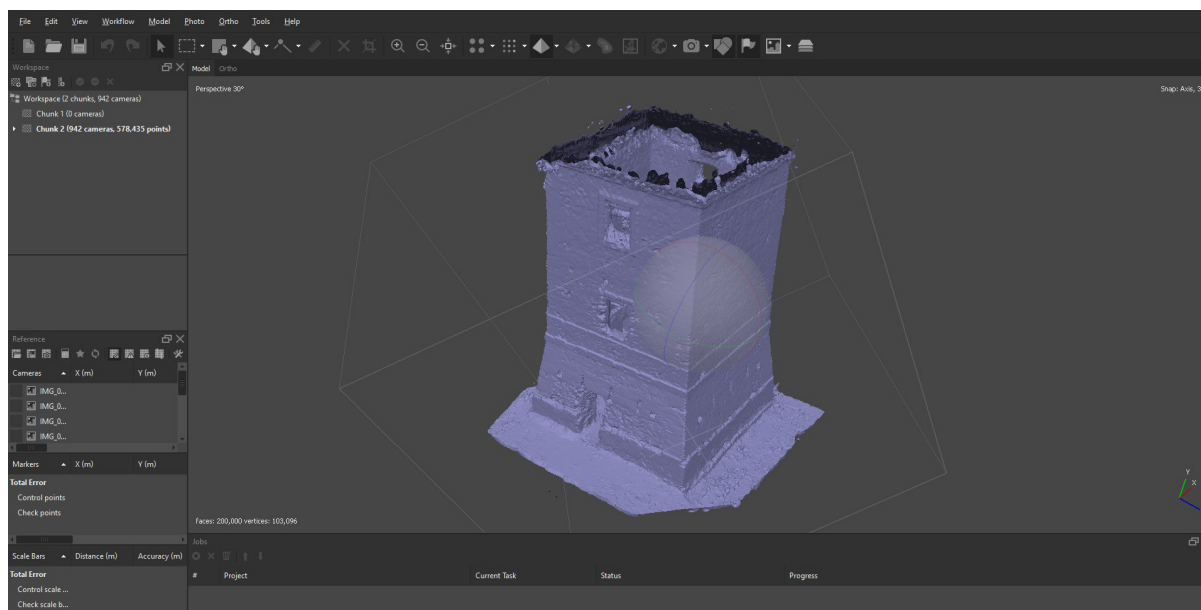 File Edit View Workflow Model Photo Ortho Tools Help
Workspace
Model Ortho
Perspective 30°
Snap: Axis, 3
Workspace (2 chunks, 942 cameras)
Chunk 1 (0 cameras)
Chunk 2 (942 cameras, 578,435 points)
Reference
Cameras X (m) Y (m)
IMG_0...
IMG_0...
IMG_0...
IMG_0...
Markers X (m) Y (m)
Total Error
Control points
Check points
Scale Bars Distance (m) Accuracy (m)
Total Error
Control scale ...
Check scale b...
Faces: 200,000 vertices: 103,096
Y
X
Jobs
# Project Current Task Status Progress